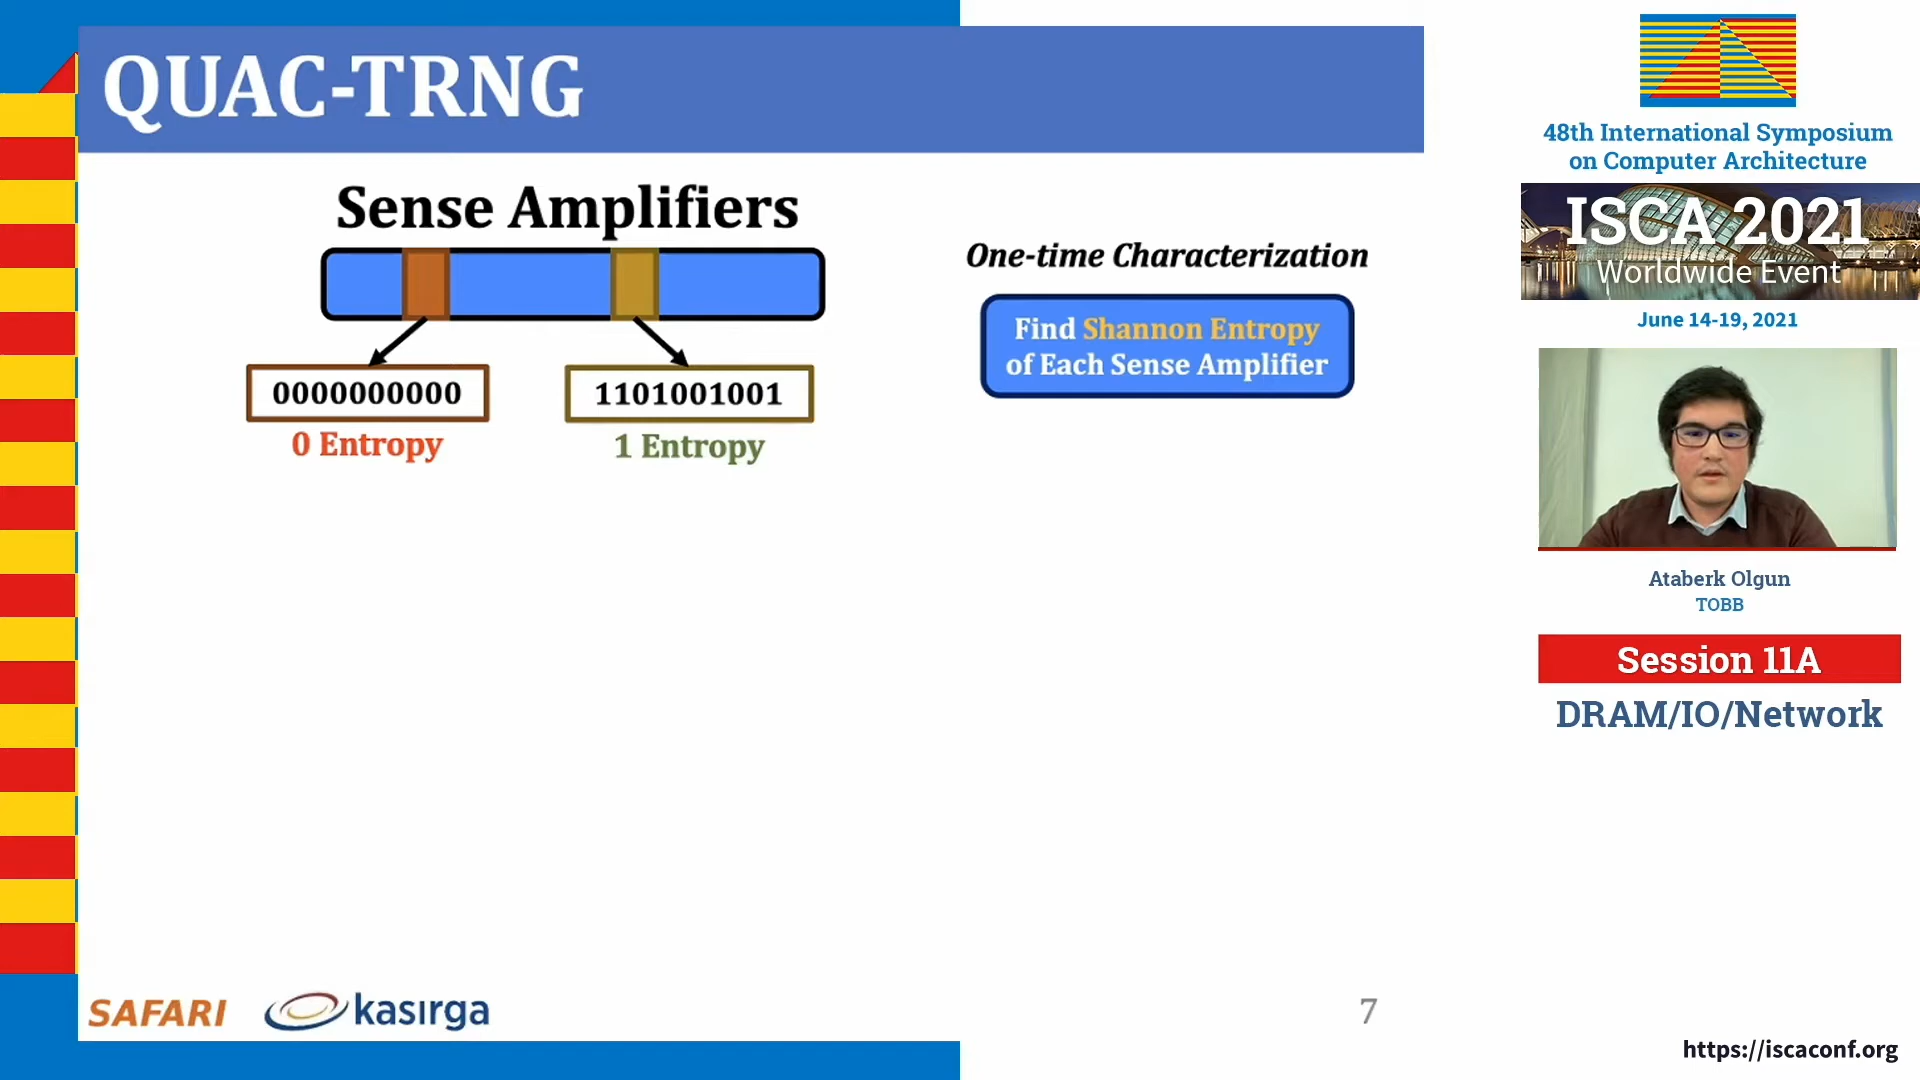 QUAC-TRNG
Sense Amplifiers
0000000000
1101001001
0 Entropy
1 Entropy
One-time Characterization
Find Shannon Entropy
of Each Sense Amplifier
SAFARI
kasırga
7
48th International Symposium
on Computer Architecture
ISCA 2021
Worldwide Event
June 14-19, 2021
Ataberk Olgun
TOBB
Session 11A
DRAM/IO/Network
https://iscaconf.org